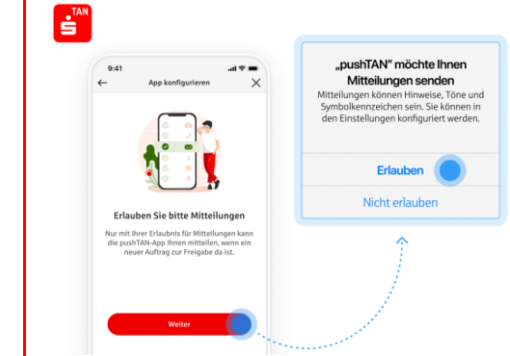 TAN
9:41
App konfigurieren
Erlauben Sie bitte Mitteilungen
Nur mit Ihrer Erlaubnis für Mitteilungen kann
die pushTAN-App Ihnen mitteilen, wenn ein
neuer Auftrag zur Freigabe da ist.
Weiter
„pushTAN" möchte Ihnen
Mitteilungen senden
Mitteilungen können Hinweise, Töne und
Symbolkennzeichen sein. Sie können in
den Einstellungen konfiguriert werden.
Erlauben
Nicht erlauben